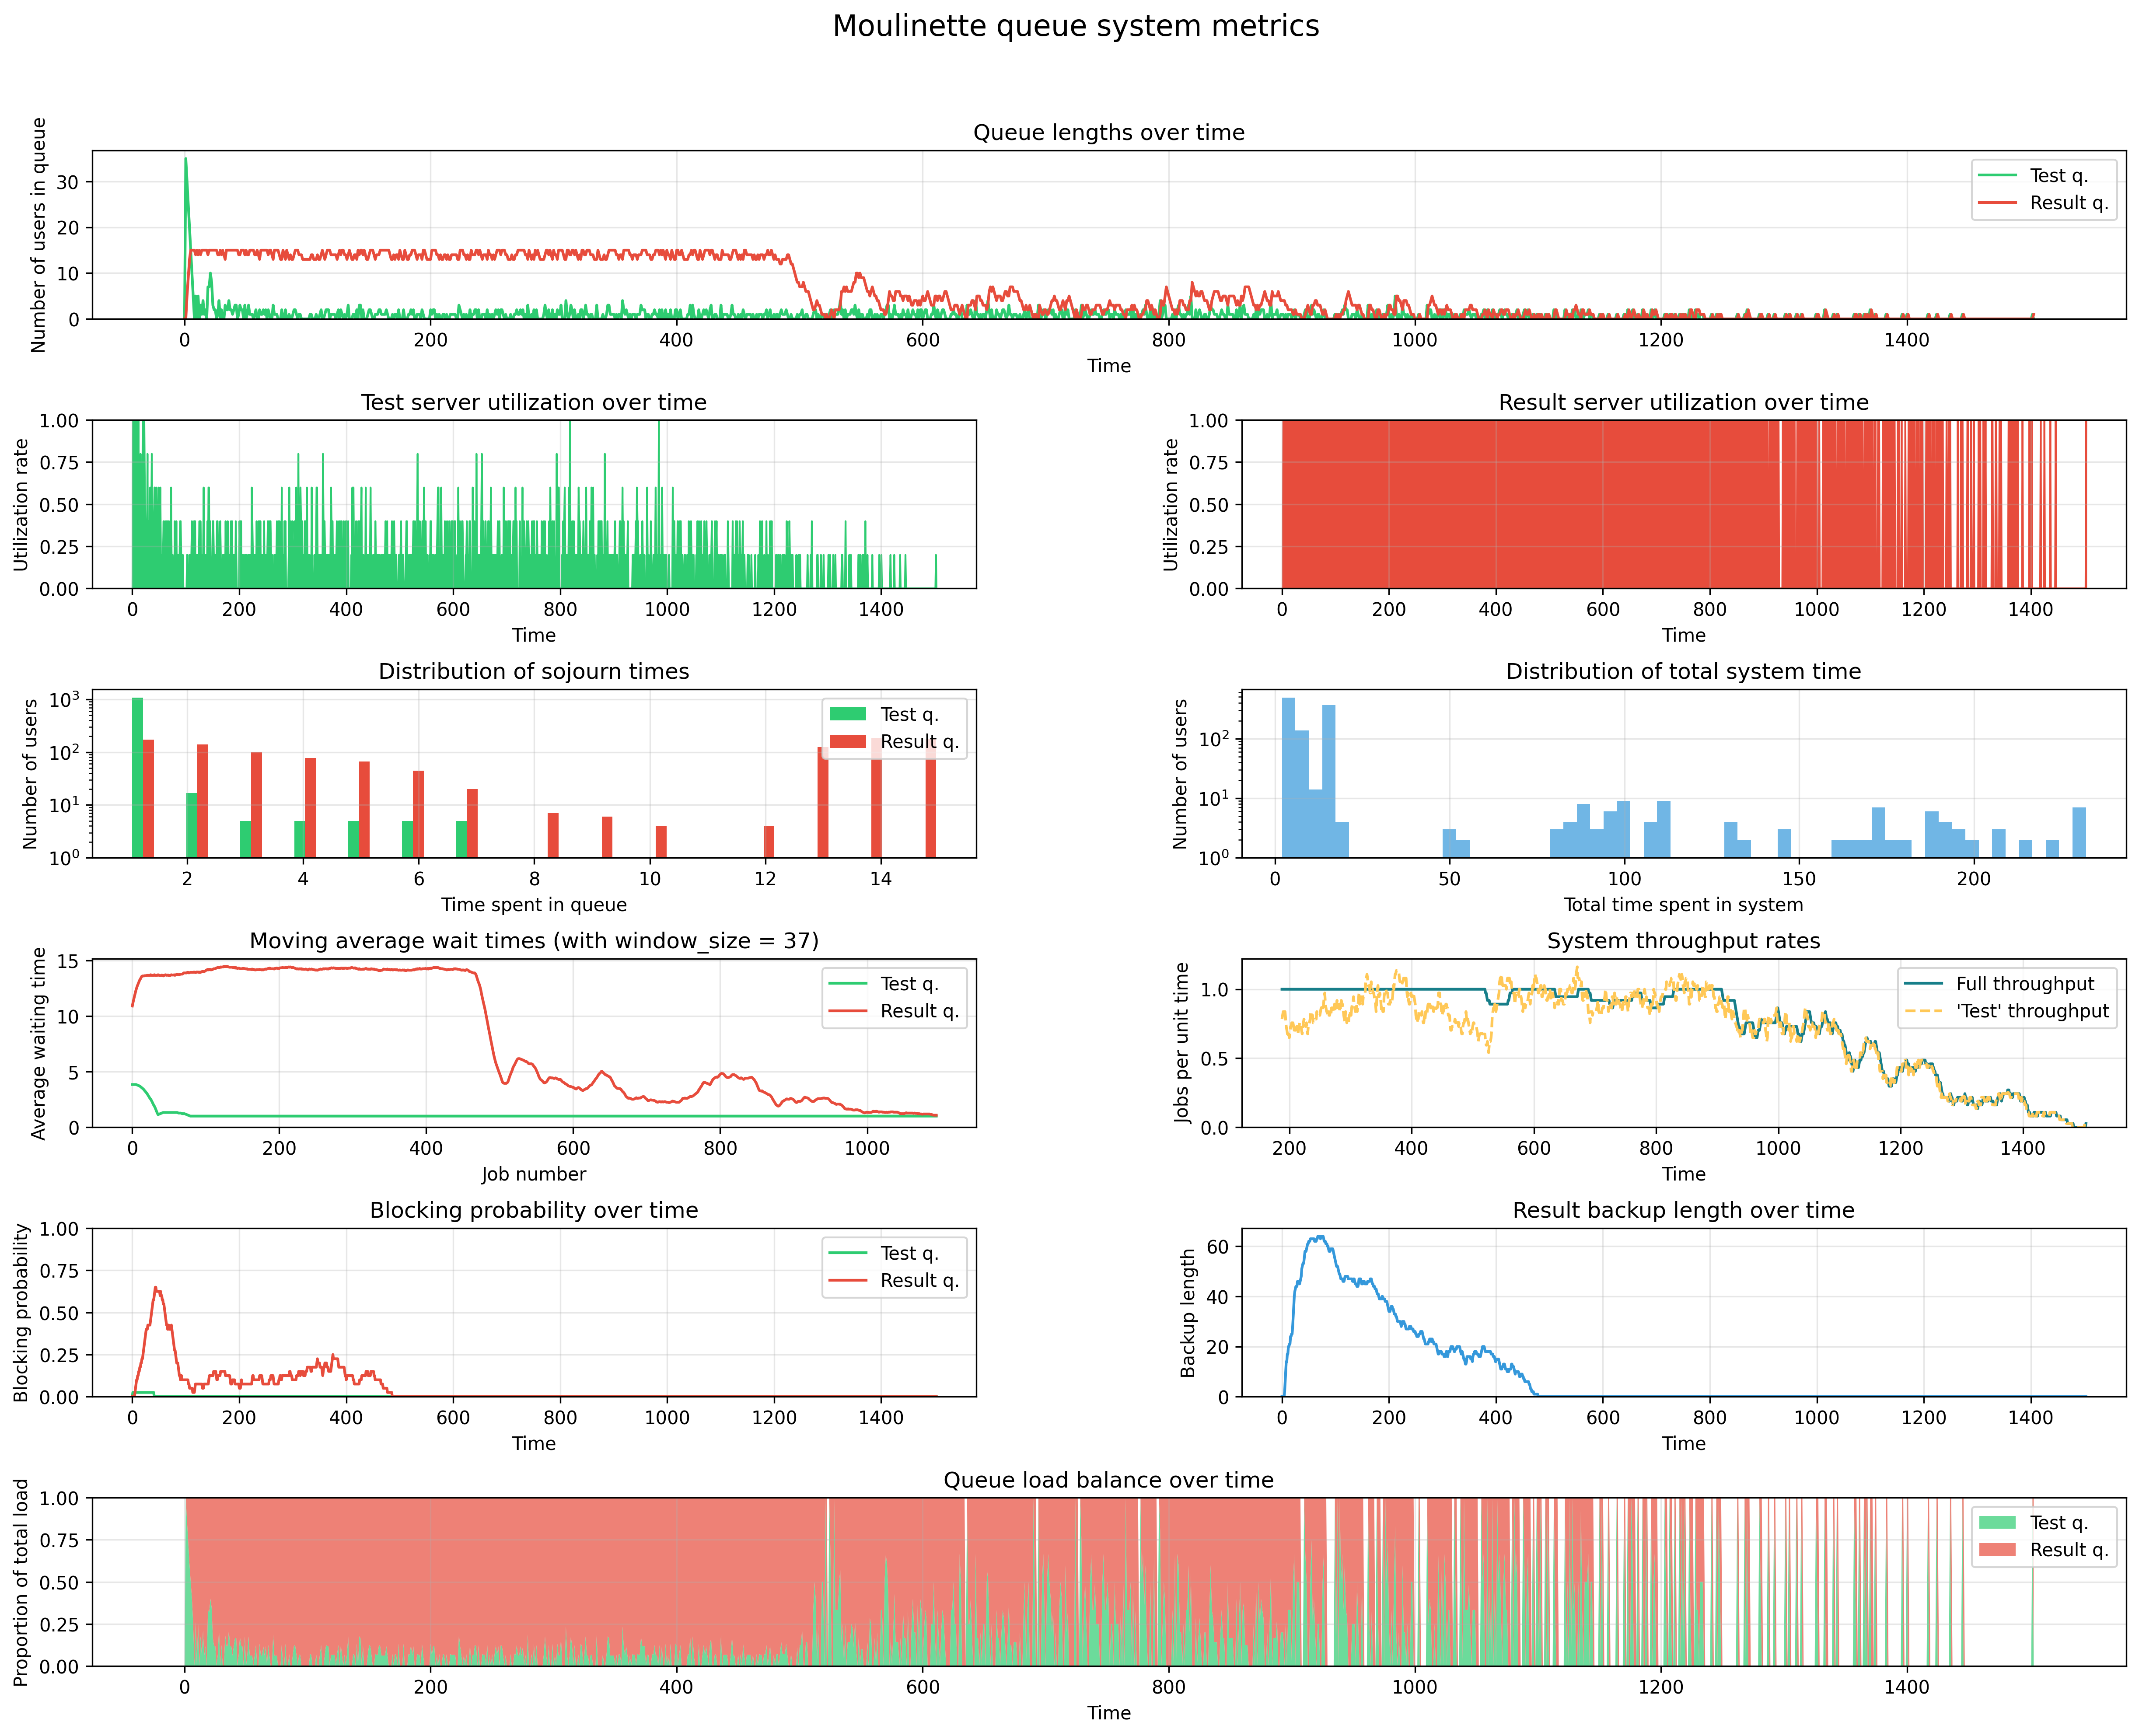 Moulinette queue system metrics
Queue lengths over time
Number of users in queue
30
20
10
0
Test q.
Result q.
0 200 400 600 800 1000 1200 1400
Time
Test server utilization over time
Utilization rate
1.00
0.75
0.50
0.25
0.00
0 200 400 600 800 1000 1200 1400
Time
Result server utilization over time
Utilization rate
1.00
0.75
0.50
0.25
0.00
0 200 400 600 800 1000 1200 1400
Time
Distribution of sojourn times
Number of users
10³
10²
10¹
10⁰
Test q.
Result q.
2 4 6 8 10 12 14
Time spent in queue
Distribution of total system time
Number of users
10²
10¹
10⁰
0 50 100 150 200
Total time spent in system
Moving average wait times (with window_size = 37)
Average waiting time
15
10
5
0
Test q.
Result q.
0 200 400 600 800 1000
Job number
System throughput rates
Jobs per unit time
1.0
0.5
0.0
Full throughput
'Test' throughput
200 400 600 800 1000 1200 1400
Time
Blocking probability over time
Blocking probability
1.00
0.75
0.50
0.25
0.00
Test q.
Result q.
0 200 400 600 800 1000 1200 1400
Time
Result backup length over time
Backup length
60
40
20
0
0 200 400 600 800 1000 1200 1400
Time
Queue load balance over time
Proportion of total load
1.00
0.75
0.50
0.25
0.00
Test q.
Result q.
0 200 400 600 800 1000 1200 1400
Time